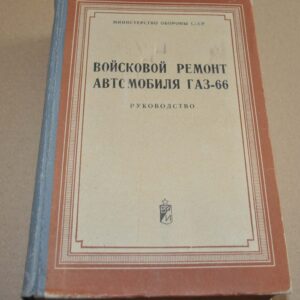 МИНИСТЕРСТВО ОБОРОНЫ СССР
ВОЙСКОВОЙ РЕМОНТ
АВТОМОБИЛЯ ГАЗ-66
РУКОВОДСТВО